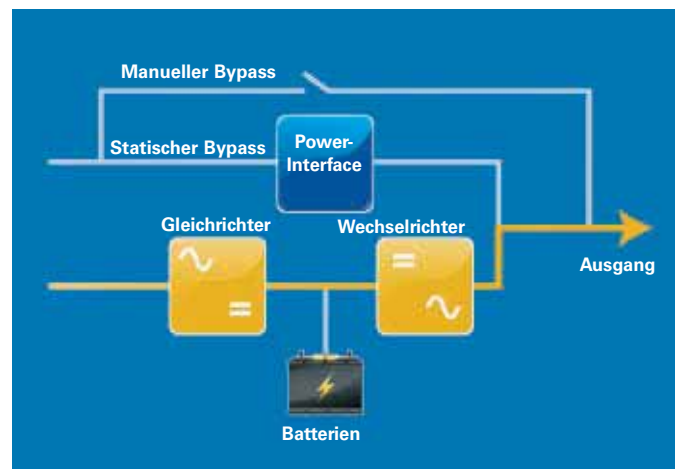 Manueller Bypass
Statischer Bypass
Power-
Interface
Gleichrichter
Wechselrichter
Ausgang
Batterien